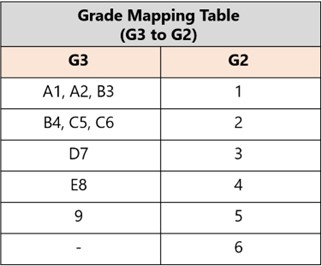 Grade Mapping Table
(G3 to G2)
G3 G2
A1, A2, B3 1
B4, C5, C6 2
D7 3
E8 4
9 5
- 6